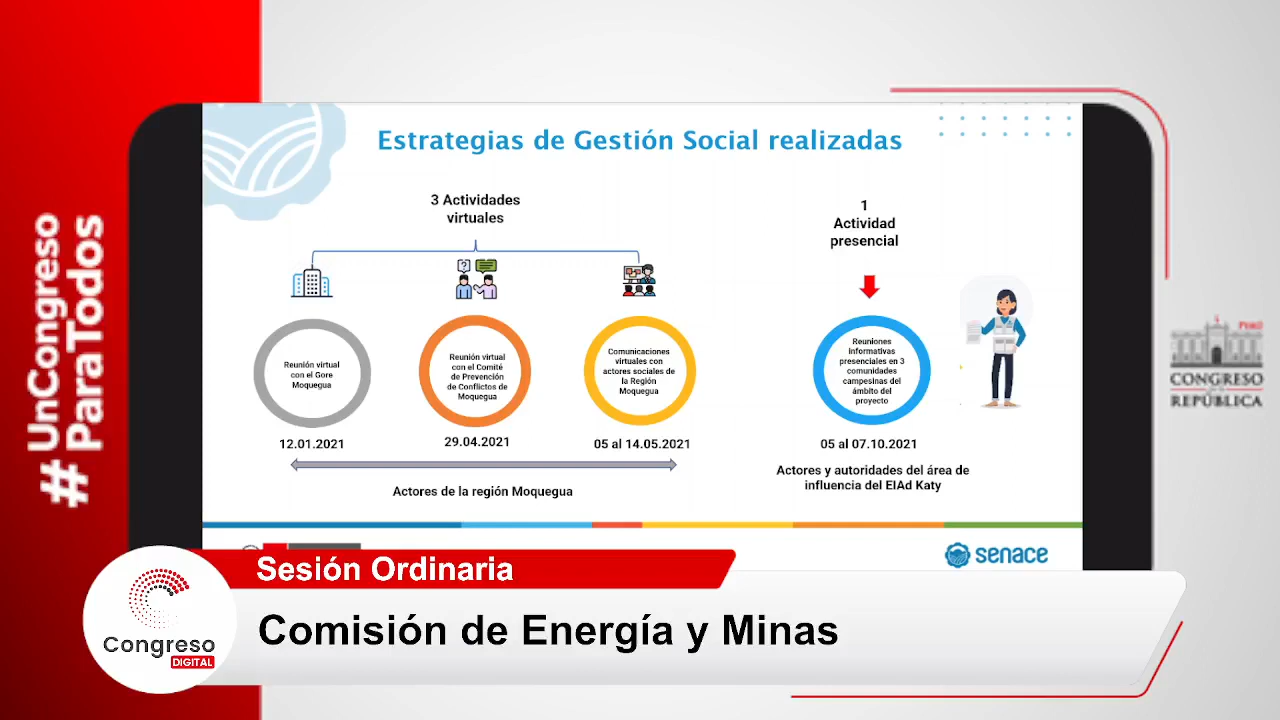 #UnCongreso
ParaTodos
Estrategias de Gestión Social realizadas
3 Actividades
virtuales
1
Actividad
presencial
Reunión virtual
con el Gore
Moquegua
Reunión virtual
con el Comité
de Prevención
de Conflictos de
Moquegua
Comunicaciones
virtuales con
actores sociales de
la Región
Moquegua
Reuniones
Informativas
presenciales en 3
comunidades
campesinas del
ámbito del
proyecto
12.01.2021
29.04.2021
05 al 14.05.2021
05 al 07.10.2021
Actores de la región Moquegua
Actores y autoridades del área de
influencia del EIAd Katy
senace
PERÚ
CONGRESO
REPÚBLICA
Sesión Ordinaria
Comisión de Energía y Minas
Congreso
DIGITAL